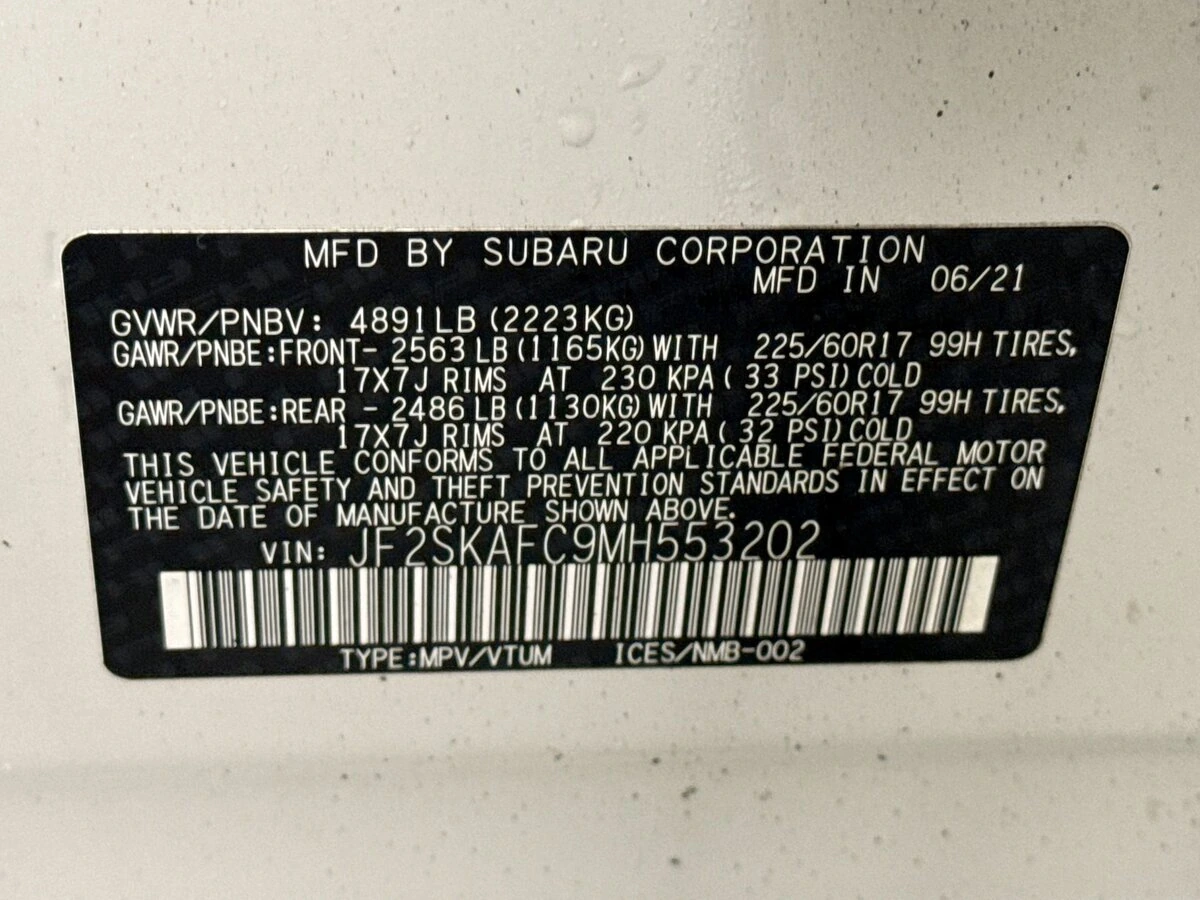 MFD BY SUBARU CORPORATION
MFD IN 06/21
GVWR/PNBV: 4891LB (2223KG)
GAWR/PNBE:FRONT- 2563 LB (1165KG) WITH 225/60R17 99H TIRES,
17X7J RIMS AT 230 KPA ( 33 PSI) COLD
GAWR/PNBE:REAR - 2486 LB (1130KG) WITH 225/60R17 99H TIRES,
17X7J RIMS AT 220 KPA ( 32 PSI) COLD
THIS VEHICLE CONFORMS TO ALL APPLICABLE FEDERAL MOTOR
VEHICLE SAFETY AND THEFT PREVENTION STANDARDS IN EFFECT ON
THE DATE OF MANUFACTURE SHOWN ABOVE.
VIN: JF2SKAFC9MH553202
TYPE:MPV/VTUM ICES/NMB-002